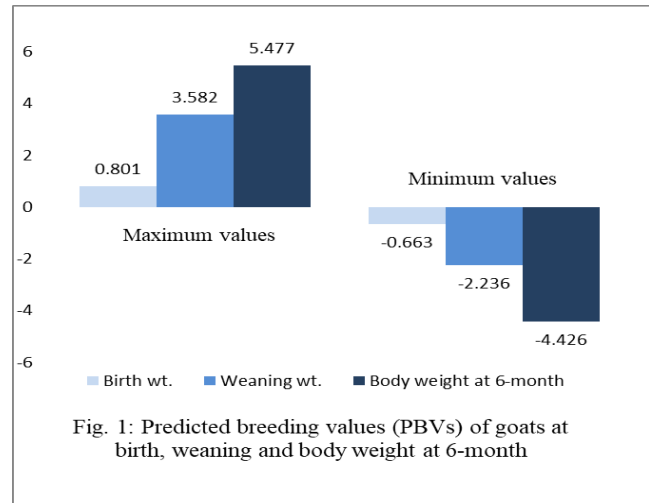 6
5.477
4
3.582
2
0.801
Minimum values
0
Maximum values
-0.663
-2
-2.236
-4
-4.426
-6
Birth wt. Weaning wt. Body weight at 6-month
Fig. 1: Predicted breeding values (PBVs) of goats at
birth, weaning and body weight at 6-month